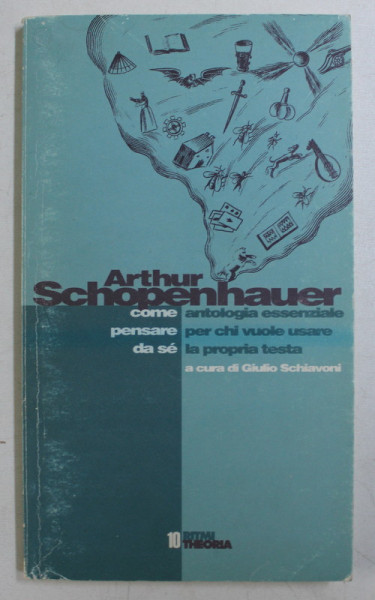 Arthur
Schopenhauer
come antologia essenziale
pensare per chi vuole usare
da sé la propria testa
a cura di Giulio Schiavoni
10 RITMI
THEORIA